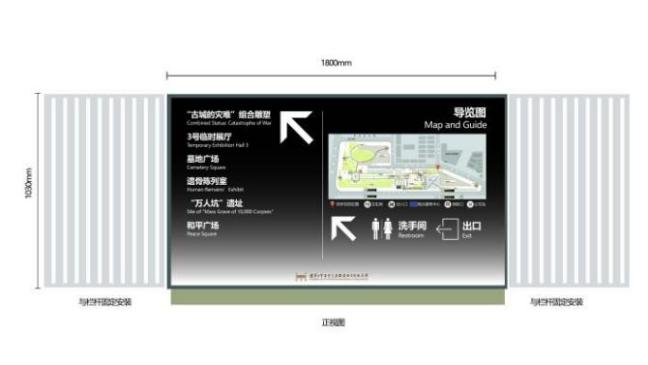 1800mm
1030mm
“古城的灾难”组合雕塑
Combined Statue: Catastrophe of War
3号临时展厅
Temporary Exhibition Hall 3
墓地广场
Cemetery Square
遗骨陈列室
Human Remains' Exhibit
“万人坑”遗址
Site of "Mass Grave of 10,000 Corpses"
和平广场
Peace Square
导览图
Map and Guide
洗手间
Restroom
出口
Exit
与栏杆固定安装
与栏杆固定安装
正视图